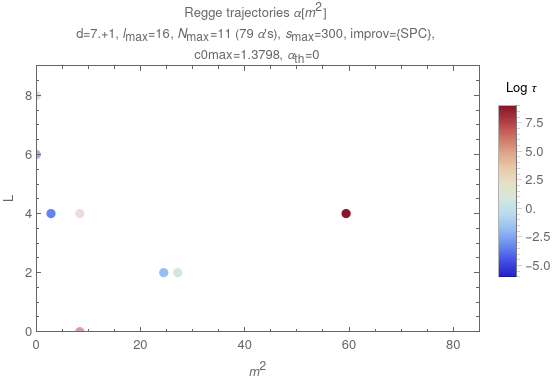 Regge trajectories α[m²]
d=7.+1, lmax=16, Nmax=11 (79 α's), smax=300, improv={SPC},
c0max=1.3798, αth=0
Log τ
8
6
4
2
0
L
0 20 40 60 80
m²
7.5
5.0
2.5
0.
−2.5
−5.0